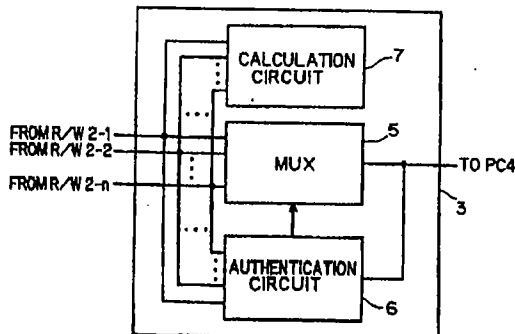 CALCULATION
CIRCUIT
7
FROM R/W 2-1
FROM R/W 2-2
FROM R/W 2-n
5
MUX
TO PC4
3
AUTHENTICATION
CIRCUIT
6